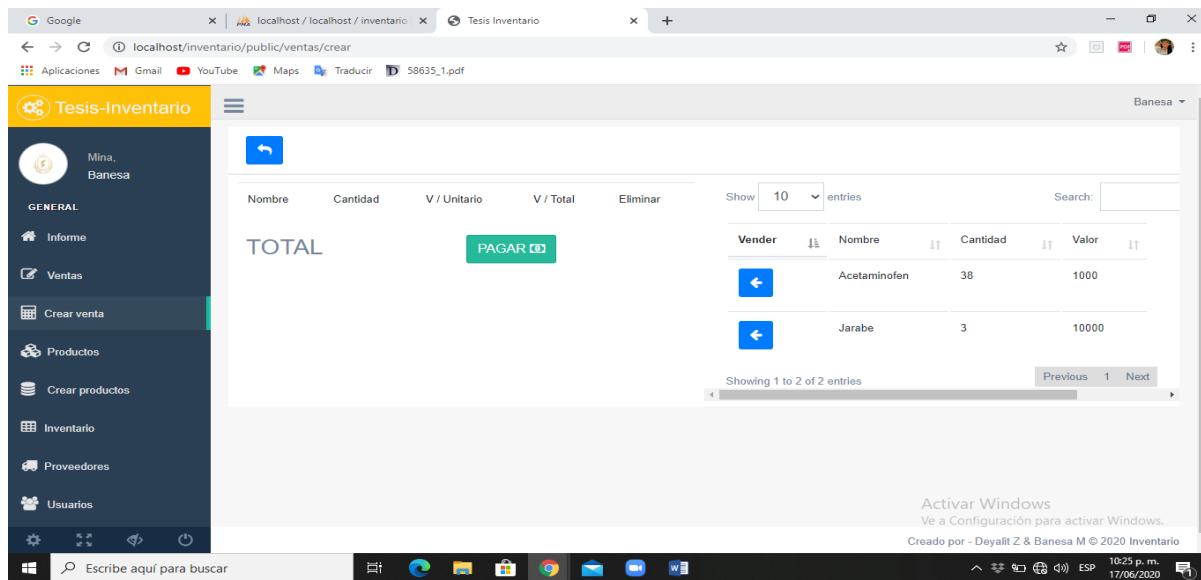 Google
localhost / localhost / inventario
Tesis Inventario
localhost/inventario/public/ventas/crear
Aplicaciones Gmail YouTube Maps Traducir 58635_1.pdf
Tesis-Inventario
Banesa
Mina,
Banesa
GENERAL
Informe
Ventas
Crear venta
Productos
Crear productos
Inventario
Proveedores
Usuarios
Nombre Cantidad V / Unitario V / Total Eliminar
TOTAL
PAGAR
Show 10 entries
Search:
Vender Nombre Cantidad Valor
Acetaminofen 38 1000
Jarabe 3 10000
Showing 1 to 2 of 2 entries
Previous 1 Next
Activar Windows
Ve a Configuración para activar Windows.
Creado por - Deyalit Z & Banesa M © 2020 Inventario
Escribe aquí para buscar
ESP
10:25 p. m.
17/06/2020